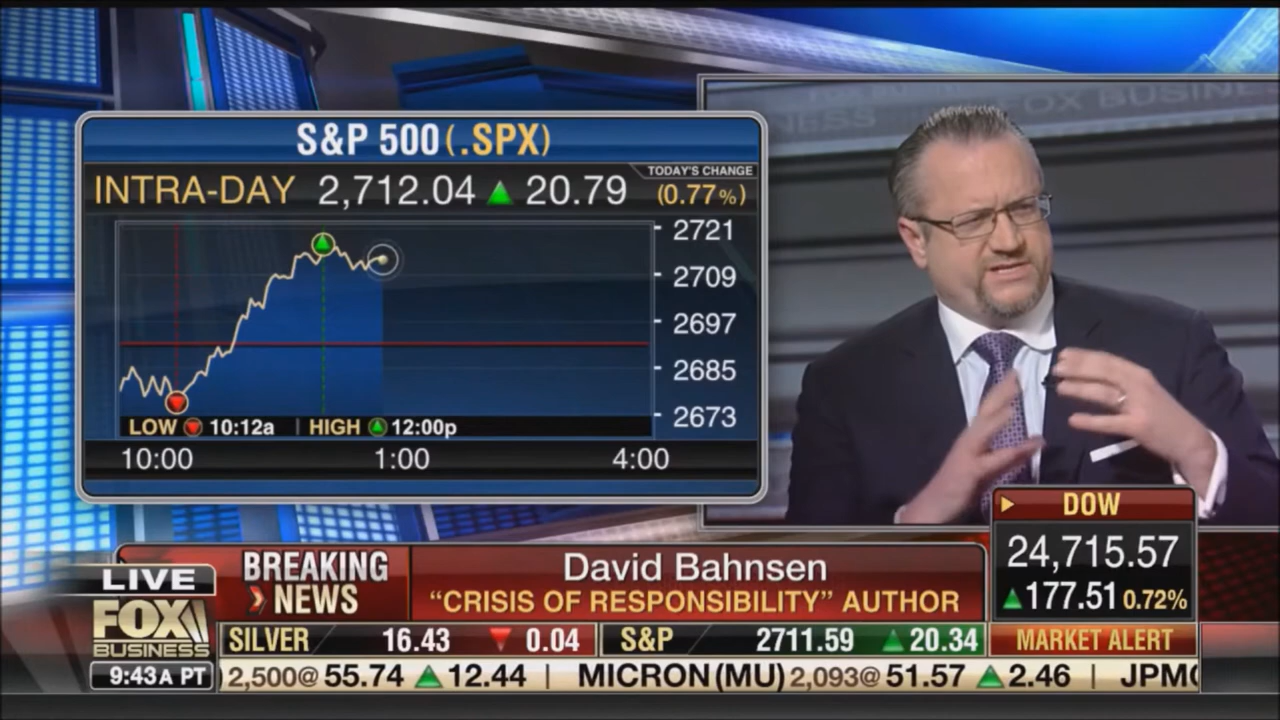 S&P 500 (.SPX)
TODAY'S CHANGE
INTRA-DAY 2,712.04 ▲ 20.79 (0.77%)
2721
2709
2697
2685
2673
LOW ▼ 10:12a | HIGH ▲ 12:00p
10:00 1:00 4:00
FOX BUSINESS
DOW
24,715.57
▲177.51 0.72%
MARKET ALERT
LIVE
FOX
BUSINESS
9:43A PT
BREAKING
NEWS
David Bahnsen
"CRISIS OF RESPONSIBILITY" AUTHOR
SILVER 16.43 ▼ 0.04 S&P 2711.59 ▲ 20.34
2,500@ 55.74 ▲ 12.44 | MICRON (MU) 2,093@ 51.57 ▲ 2.46 |